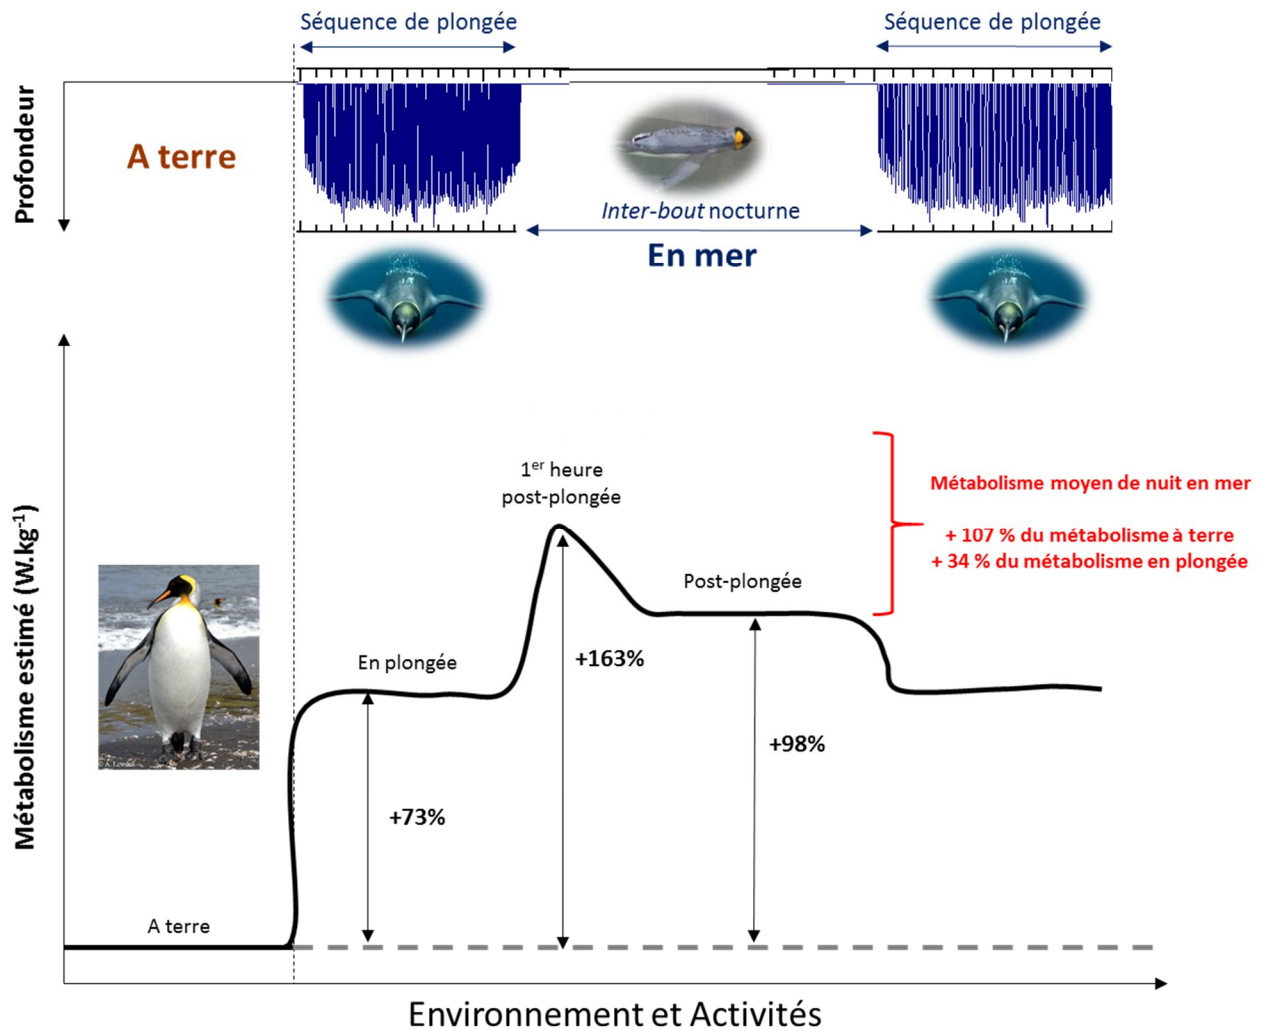 Séquence de plongée
Séquence de plongée
Profondeur
A terre
Inter-bout nocturne
En mer
Métabolisme estimé (W.kg-1)
1er heure
post-plongée
Métabolisme moyen de nuit en mer
+ 107 % du métabolisme à terre
+ 34 % du métabolisme en plongée
Post-plongée
En plongée
+163%
+98%
+73%
A terre
Environnement et Activités